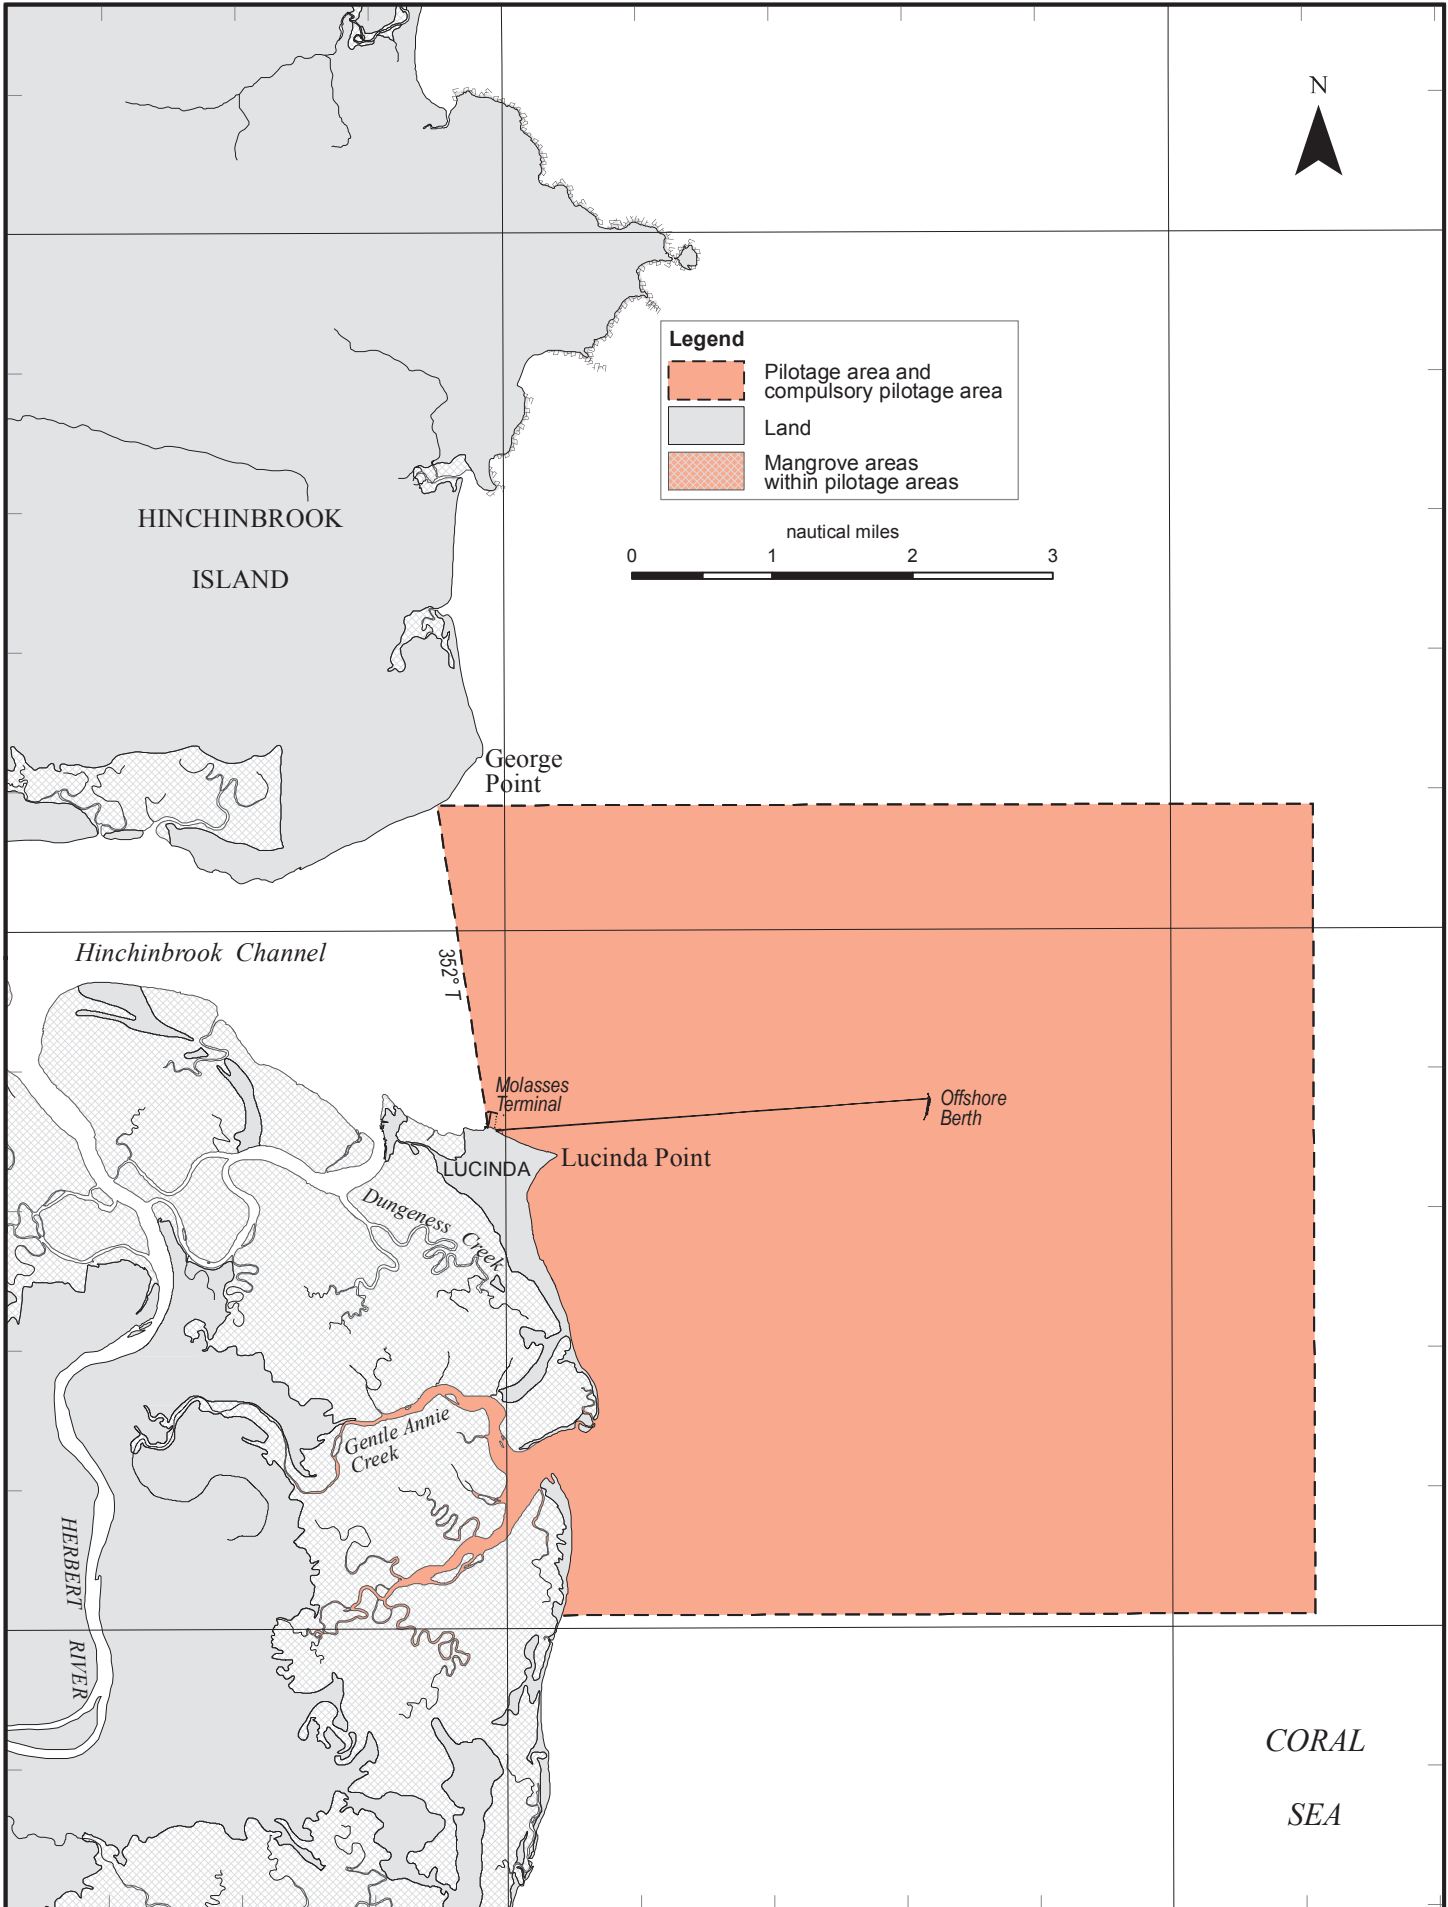 N
Legend
Pilotage area and
compulsory pilotage area
Land
Mangrove areas
within pilotage areas
nautical miles
0 1 2 3
HINCHINBROOK
ISLAND
George
Point
Hinchinbrook Channel
352° T
Molasses
Terminal
Offshore
Berth
LUCINDA
Lucinda Point
Dungeness Creek
Gentle Annie
Creek
HERBERT RIVER
CORAL
SEA